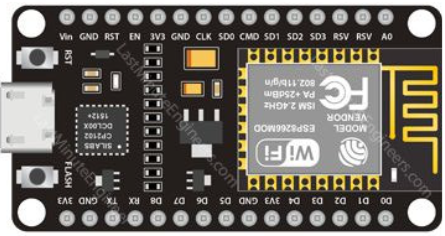 Vin GND RST EN 3V3 GND CLK SD0 CMD SD1 SD2 SD3 RSV RSV A0
RST
SILABS
CP2102
DCL00X
1512+
FLASH
MODEL
VENDOR
ESP8266MOD
FC
ISM 2.4GHz
PA +25dBm
802.11b/g/n
WiFi
LastMinuteEngineers.com
3V3 GND TX RX D8 D7 D6 D5 GND 3V3 D4 D3 D2 D1 D0